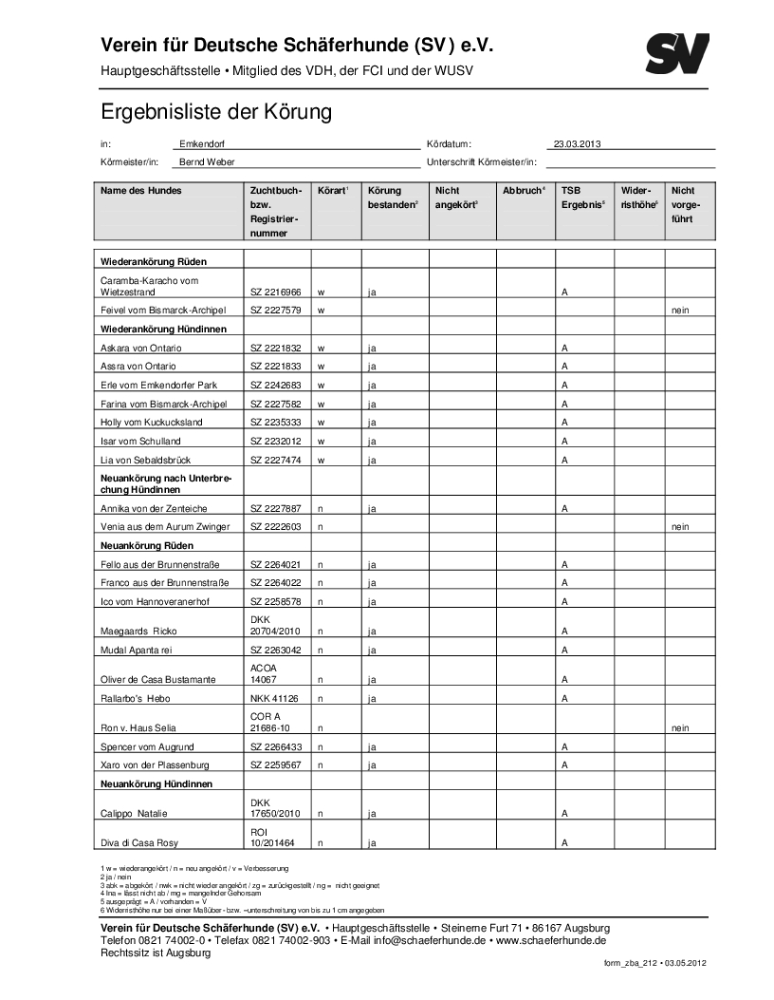 Verein für Deutsche Schäferhunde (SV) e.V.
Hauptgeschäftsstelle • Mitglied des VDH, der FCI und der WUSV
SV
Ergebnisliste der Körung
in: Emkendorf Kördatum: 23.03.2013
Körmeister/in: Bernd Weber Unterschrift Körmeister/in:
Name des Hundes Zuchtbuch- Körart¹ Körung Nicht Abbruch⁴ TSB Wider- Nicht
bzw. bestanden² angekört³ Ergebnis⁵ risthöhe⁶ vorge-
Registrier- führt
nummer
Wiederankörung Rüden
Caramba-Karacho vom
Wietzestrand SZ 2216966 w ja A
Feivel vom Bismarck-Archipel SZ 2227579 w nein
Wiederankörung Hündinnen
Askara von Ontario SZ 2221832 w ja A
Assra von Ontario SZ 2221833 w ja A
Erle vom Emkendorfer Park SZ 2242683 w ja A
Farina vom Bismarck-Archipel SZ 2227582 w ja A
Holly vom Kuckucksland SZ 2235333 w ja A
Isar vom Schulland SZ 2232012 w ja A
Lia von Sebaldsbrück SZ 2227474 w ja A
Neuankörung nach Unterbre-
chung Hündinnen
Annika von der Zenteiche SZ 2227887 n ja A
Venia aus dem Aurum Zwinger SZ 2222603 n nein
Neuankörung Rüden
Fello aus der Brunnenstraße SZ 2264021 n ja A
Franco aus der Brunnenstraße SZ 2264022 n ja A
Ico vom Hannoveranerhof SZ 2258578 n ja A
DKK
Maegaards Ricko 20704/2010 n ja A
Mudal Apanta rei SZ 2263042 n ja A
ACOA
Oliver de Casa Bustamante 14067 n ja A
Rallarbo's Hebo NKK 41126 n ja A
COR A
Ron v. Haus Selia 21686-10 n nein
Spencer vom Augrund SZ 2266433 n ja A
Xaro von der Plassenburg SZ 2259567 n ja A
Neuankörung Hündinnen
DKK
Calippo Natalie 17650/2010 n ja A
ROI
Diva di Casa Rosy 10/201464 n ja A
1 w = wiederangekört / n = neu angekört / v = Verbesserung
2 ja / nein
3 abk = abgekört / nwk = nicht wieder angekört / zg = zurückgestellt / ng = nicht geeignet
4 lna = lässt nicht ab / mg = mangelnder Gehorsam
5 ausgeprägt = A / vorhanden = V
6 Widerristhöhe nur bei einer Maßüber- bzw. –unterschreitung von bis zu 1 cm angegeben
Verein für Deutsche Schäferhunde (SV) e.V. • Hauptgeschäftsstelle • Steinerne Furt 71 • 86167 Augsburg
Telefon 0821 74002-0 • Telefax 0821 74002-903 • E-Mail info@schaeferhunde.de • www.schaeferhunde.de
Rechtssitz ist Augsburg
form_zba_212 • 03.05.2012